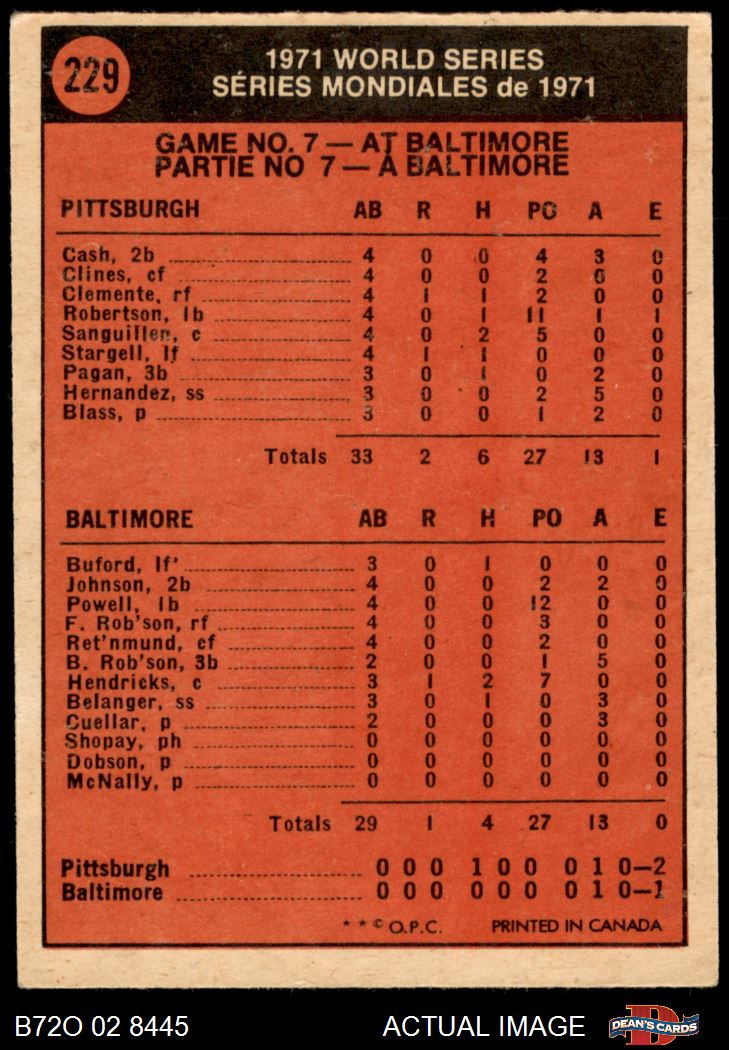 229
1971 WORLD SERIES
SÉRIES MONDIALES de 1971
GAME NO. 7 — AT BALTIMORE
PARTIE NO 7 — À BALTIMORE
PITTSBURGH AB R H PO A E
Cash, 2b 4 0 0 4 3 0
Clines, cf 4 0 0 2 0 0
Clemente, rf 4 1 1 2 0 0
Robertson, 1b 4 0 1 11 1 1
Sanguillen, c 4 0 2 5 0 0
Stargell, lf 4 1 1 0 0 0
Pagan, 3b 3 0 1 0 2 0
Hernandez, ss 3 0 0 2 5 0
Blass, p 3 0 0 1 2 0
Totals 33 2 6 27 13 1
BALTIMORE AB R H PO A E
Buford, lf 3 0 1 0 0 0
Johnson, 2b 4 0 0 2 2 0
Powell, 1b 4 0 0 12 0 0
F. Rob'son, rf 4 0 0 3 0 0
Ret'nmund, cf 4 0 0 2 0 0
B. Rob'son, 3b 2 0 0 1 5 0
Hendricks, c 3 1 2 7 0 0
Belanger, ss 3 0 1 0 3 0
Cuellar, p 2 0 0 0 3 0
Shopay, ph 0 0 0 0 0 0
Dobson, p 0 0 0 0 0 0
McNally, p 0 0 0 0 0 0
Totals 29 1 4 27 13 0
Pittsburgh 0 0 0 1 0 0 0 1 0—2
Baltimore 0 0 0 0 0 0 0 1 0—1
* * © O.P.C. PRINTED IN CANADA
B72O 02 8445 ACTUAL IMAGE DEAN'S CARDS